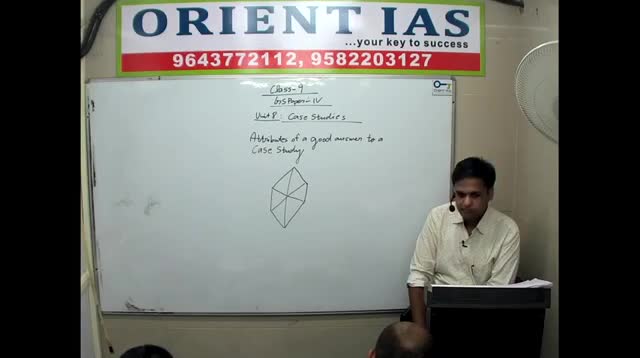 ORIENT IAS
...your key to success
9643772112, 9582203127
Class-9
GS Paper-IV
Unit 8: Case Studies
Attributes of a good answer to a
Case Study